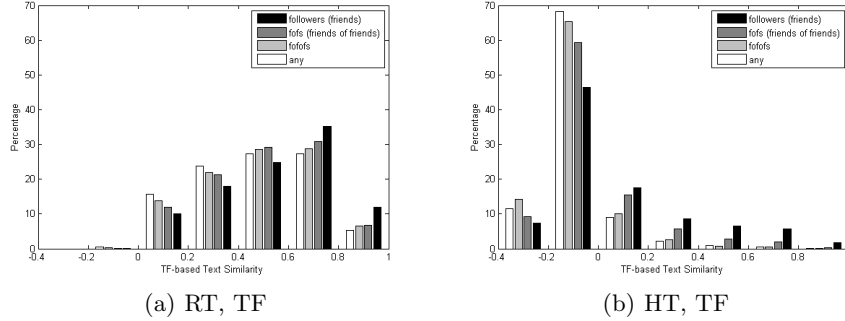 70
60
50
40
30
20
10
0
Percentage
followers (friends)
fofs (friends of friends)
fofofs
any
-0.4 -0.2 0 0.2 0.4 0.6 0.8 1
TF-based Text Similarity
(a) RT, TF
70
60
50
40
30
20
10
0
Percentage
followers (friends)
fofs (friends of friends)
fofofs
any
-0.4 -0.2 0 0.2 0.4 0.6 0.8
TF-based Text Similarity
(b) HT, TF